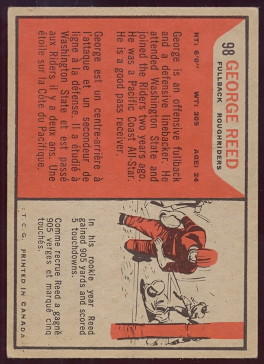 98 GEORGE REED
FULLBACK ROUGHRIDERS
HT: 6'0" WT: 205 AGE: 24
George is an offensive fullback
and a defensive linebacker. He
attended Washington State and
joined the Riders two years ago.
He was a Pacific Coast All-Star.
He is a good pass receiver.
George est un centre-arrière à
l'attaque et un secondeur de
ligne à la défense. Il a étudié à
Washington State et est passé
aux Riders il y a deux ans. Une
étoile sur la Côte du Pacifique.
In his rookie year Reed
gained 905 yards and scored
5 touchdowns
Comme recrue Reed a gagné
905 verges et marqué cinq
touchés.
T.C.G. PRINTED IN CANADA